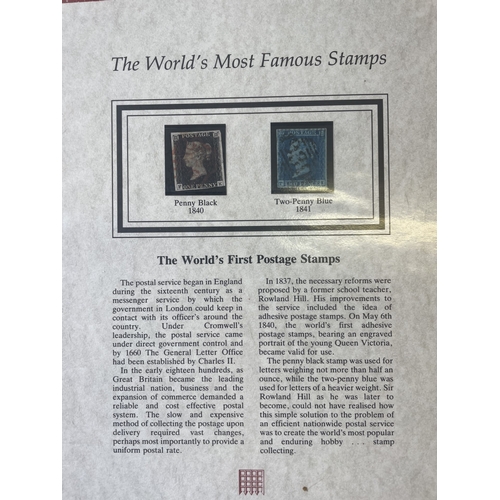 The World's Most Famous Stamps
POSTAGE
ONE PENNY
Penny Black
1840
POSTAGE
Two-Penny Blue
1841
The World's First Postage Stamps
The postal service began in England
during the sixteenth century as a
messenger service by which the
government in London could keep in
contact with its officer's around the
country. Under Cromwell's
leadership, the postal service came
under direct government control and
by 1660 The General Letter Office
had been established by Charles II.
In the early eighteen hundreds, as
Great Britain became the leading
industrial nation, business and the
expansion of commerce demanded a
reliable and cost effective postal
system. The slow and expensive
method of collecting the postage upon
delivery required vast changes,
perhaps most importantly to provide a
uniform postal rate.
In 1837, the necessary reforms were
proposed by a former school teacher,
Rowland Hill. His improvements to
the service included the idea of
adhesive postage stamps. On May 6th
1840, the world's first adhesive
postage stamps, bearing an engraved
portrait of the young Queen Victoria,
became valid for use.
The penny black stamp was used for
letters weighing not more than half an
ounce, while the two-penny blue was
used for letters of a heavier weight. Sir
Rowland Hill as he was later to
become, could not have realised how
this simple solution to the problem of
an efficient nationwide postal service
was to create the world's most popular
and enduring hobby . . . stamp
collecting.